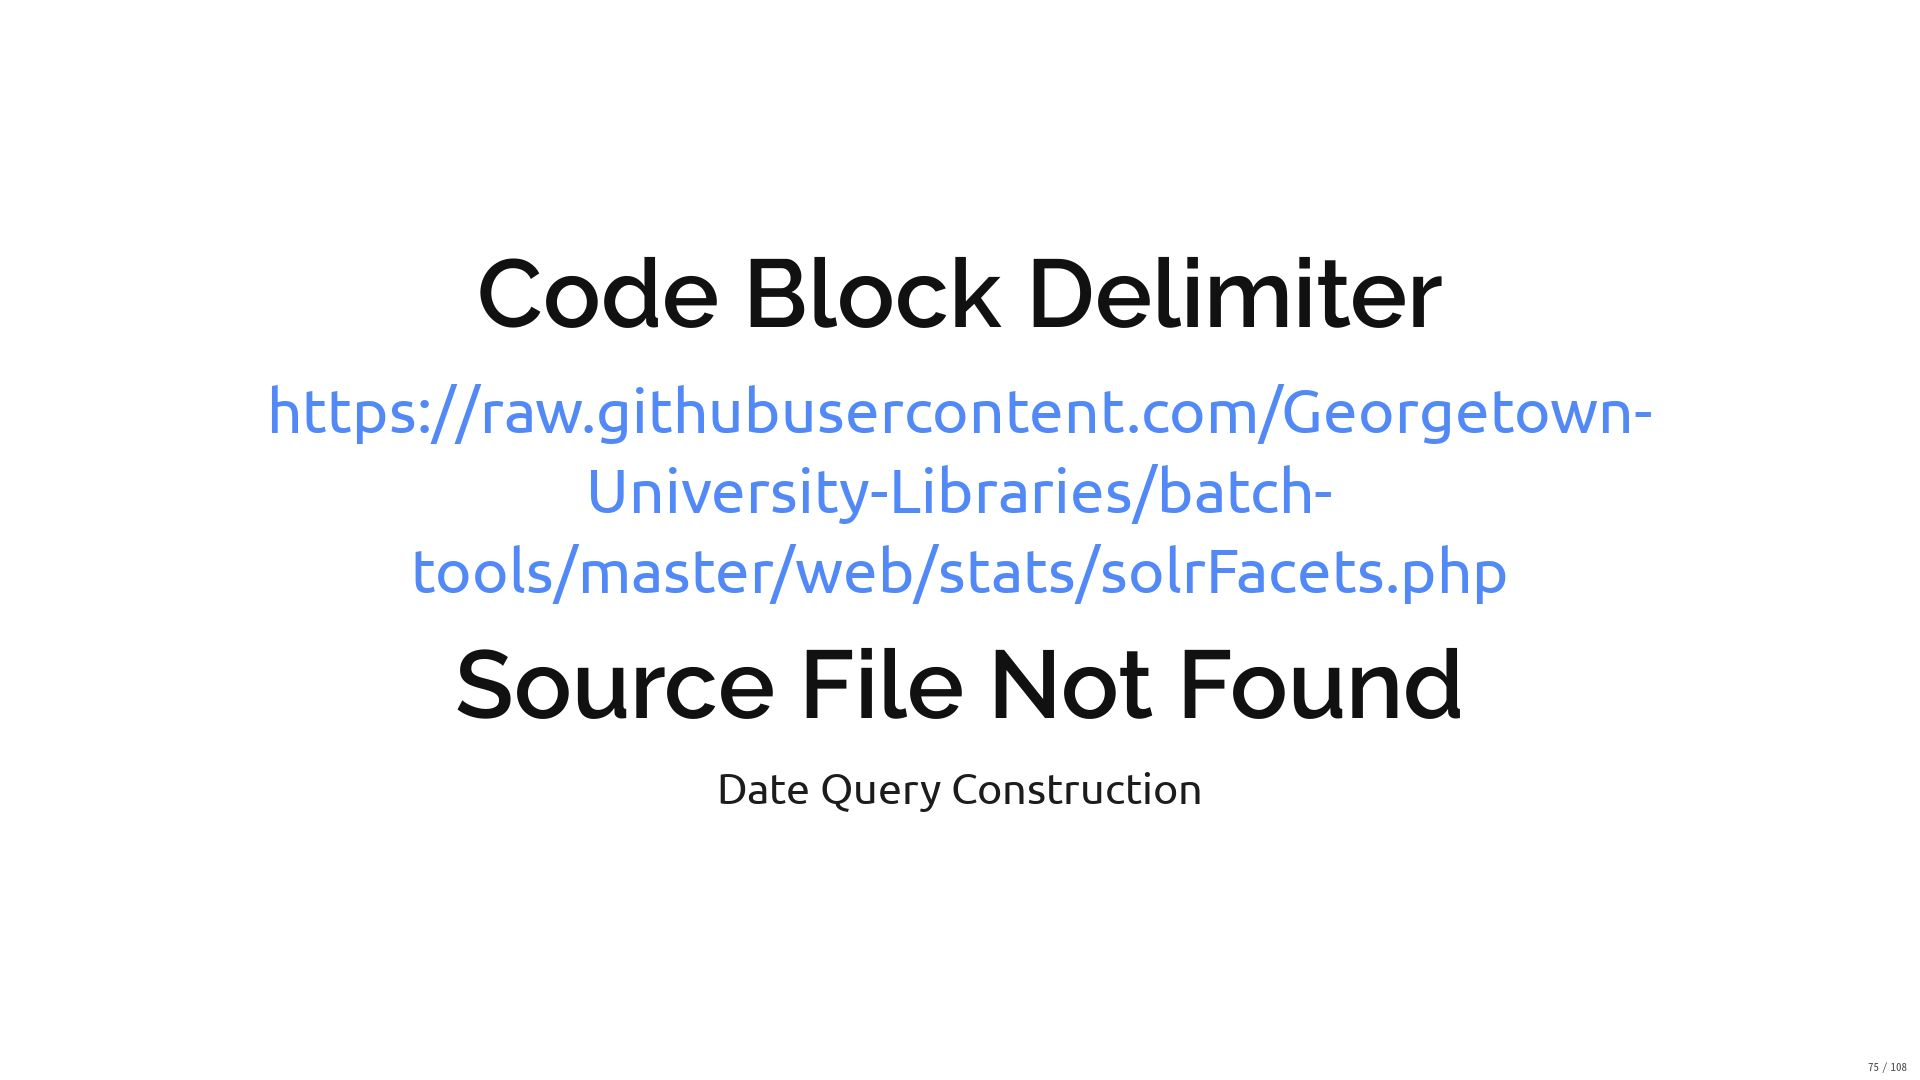 Code Block Delimiter
https://raw.githubusercontent.com/Georgetown-
University-Libraries/batch-
tools/master/web/stats/solrFacets.php
Source File Not Found
Date Query Construction
75 / 108